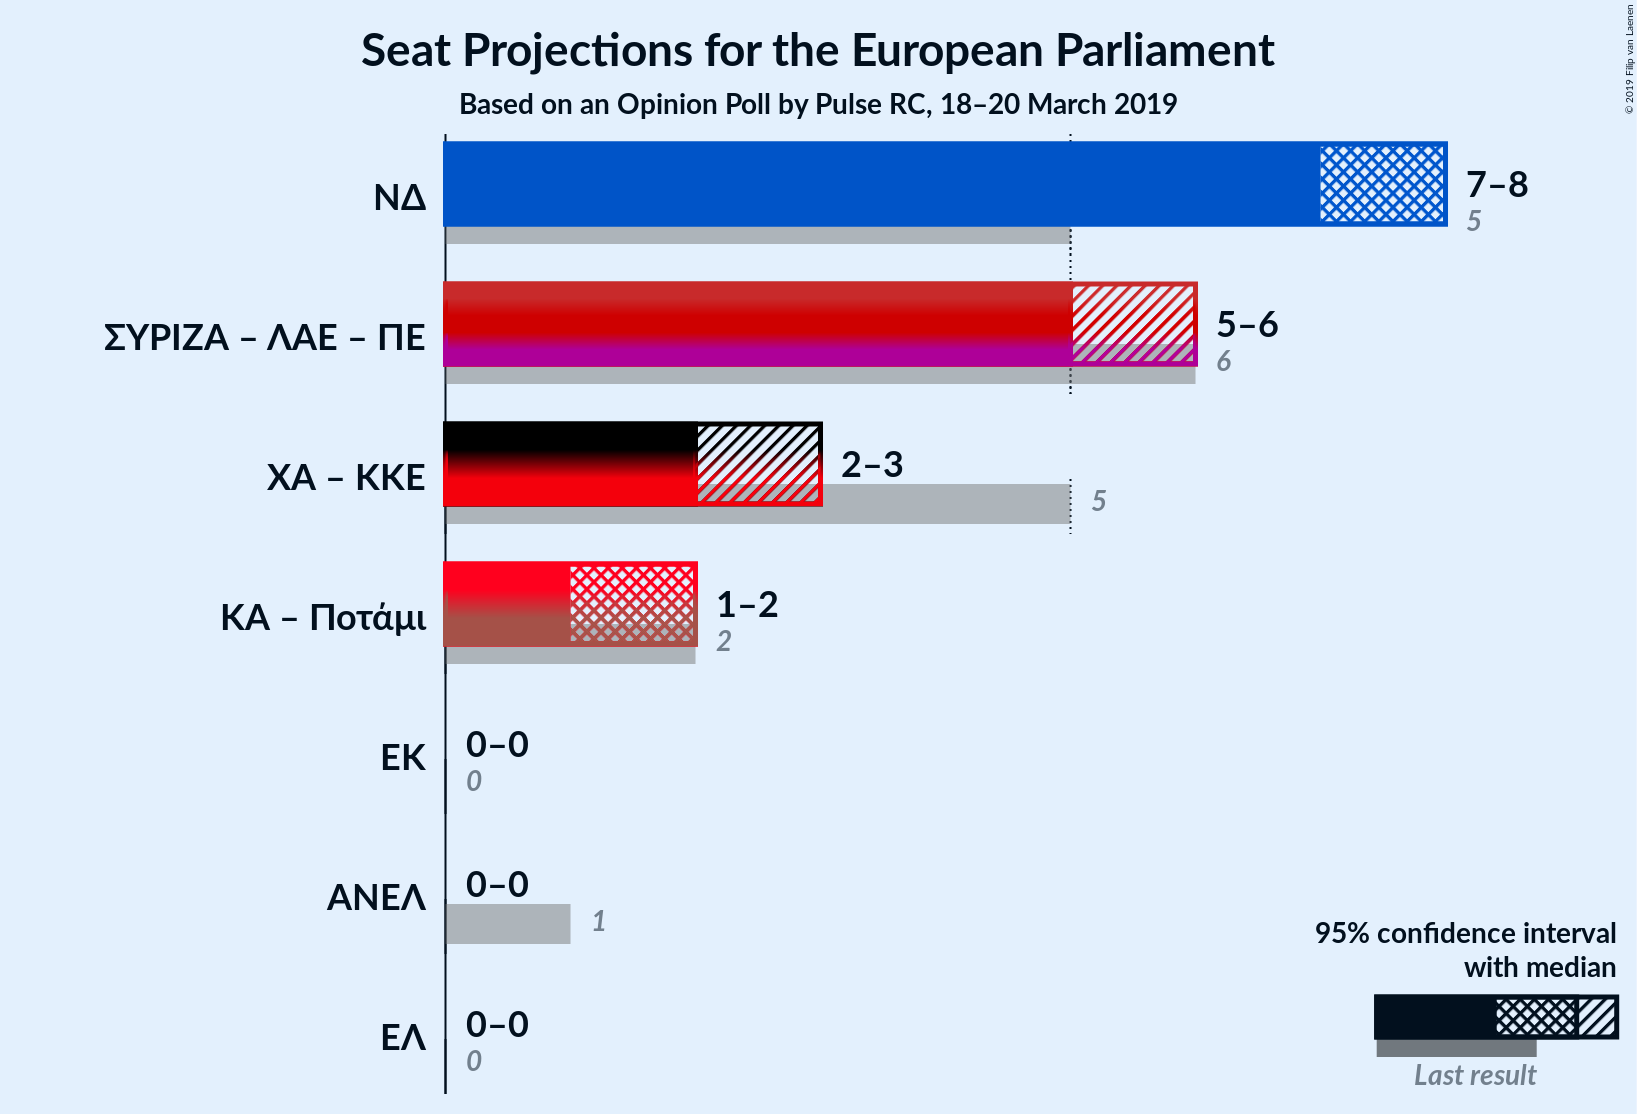 Seat Projections for the European Parliament
Based on an Opinion Poll by Pulse RC, 18–20 March 2019
© 2019 Filip van Laenen
ΝΔ
7–8
5
ΣΥΡΙΖΑ – ΛΑΕ – ΠΕ
5–6
6
ΧΑ – ΚΚΕ
2–3
5
ΚΑ – Ποτάμι
1–2
2
ΕΚ
0–0
0
ΑΝΕΛ
0–0
1
ΕΛ
0–0
0
95% confidence interval
with median
Last result